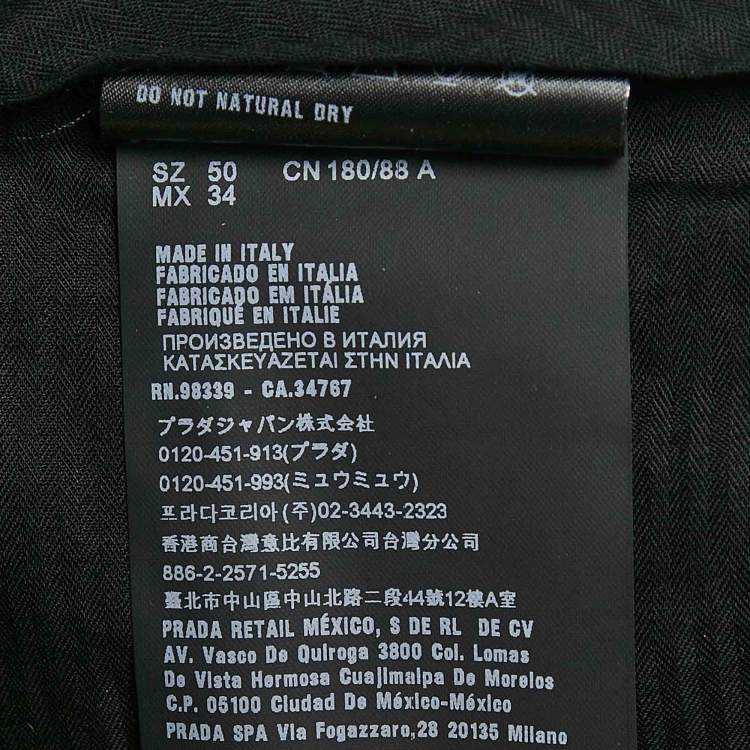 DO NOT NATURAL DRY
SZ 50 CN 180/88 A
MX 34
MADE IN ITALY
FABRICADO EN ITALIA
FABRICADO EM ITÁLIA
FABRIQUÉ EN ITALIE
ПРОИЗВЕДЕНО В ИТАЛИЯ
ΚΑΤΑΣΚΕΥΑΖΕΤΑΙ ΣΤΗΝ ΙΤΑΛΙΑ
RN.98339 - CA.34767
プラダジャパン株式会社
0120-451-913(プラダ)
0120-451-993(ミュウミュウ)
프라다코리아(주)02-3443-2323
香港商台灣意比有限公司台灣分公司
886-2-2571-5255
臺北市中山區中山北路二段44號12樓A室
PRADA RETAIL MÉXICO, S DE RL DE CV
AV. Vasco De Quiroga 3800 Col. Lomas
De Vista Hermosa Cuajimalpa De Morelos
C.P. 05100 Ciudad De México-México
PRADA SPA Via Fogazzaro,28 20135 Milano